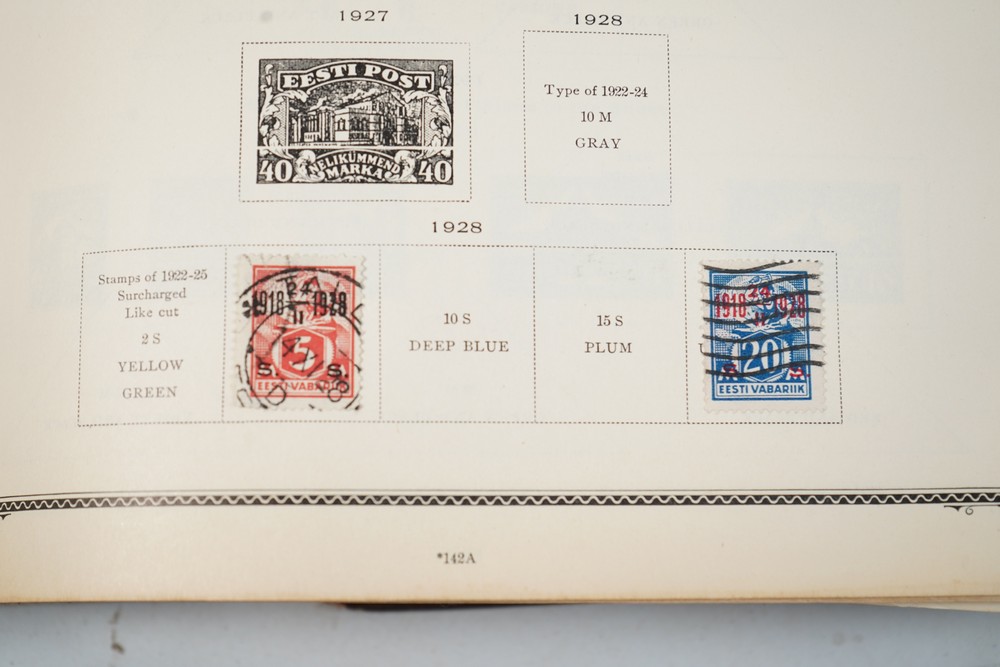 1927
EESTI POST
40 NELIKUMMEND 40
MARKA
1928
Type of 1922-24
10 M
GRAY
1928
Stamps of 1922-25
Surcharged
Like cut
2 S
YELLOW
GREEN
1918 1928
5
S. S.
EESTI·VABARIIK
10 S
DEEP BLUE
15 S
PLUM
1918 1928
20
S S
EESTI VABARIIK
*142A